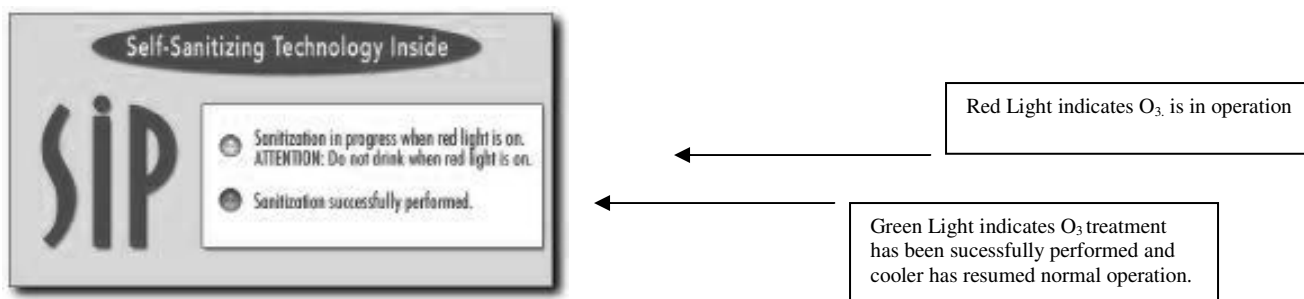 Self-Sanitizing Technology Inside
SiP
Sanitization in progress when red light is on.
ATTENTION: Do not drink when red light is on.
Sanitization successfully performed.
Red Light indicates O3. is in operation
Green Light indicates O3 treatment
has been sucessfully performed and
cooler has resumed normal operation.